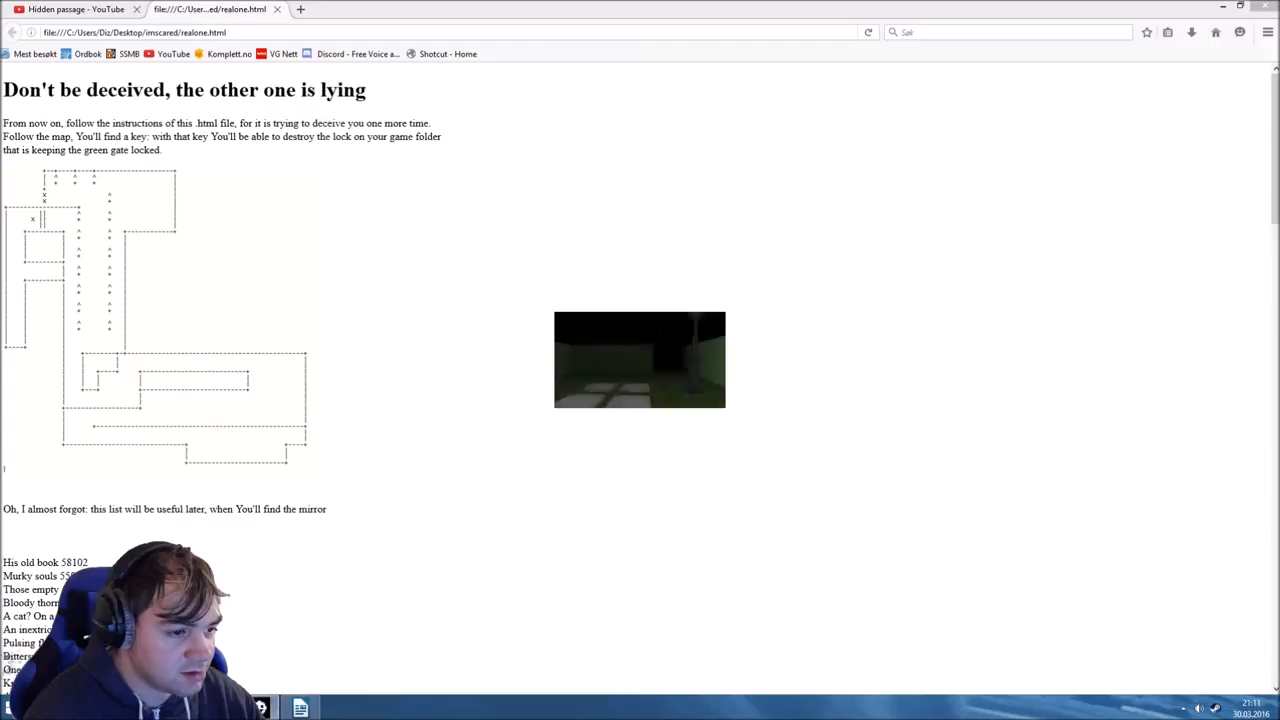 Hidden passage - YouTube
file:///C:/User...ed/realone.html
file:///C:/Users/Diz/Desktop/imscared/realone.html
Søk
Mest besøkt
Ordbok
SSMB
YouTube
Komplett.no
VG Nett
Discord - Free Voice a...
Shotcut - Home
Don't be deceived, the other one is lying
From now on, follow the instructions of this .html file, for it is trying to deceive you one more time.
Follow the map, You'll find a key: with that key You'll be able to destroy the lock on your game folder
that is keeping the green gate locked.
Oh, I almost forgot: this list will be useful later, when You'll find the mirror
His old book 58102
Murky souls
Those empty
Bloody
A cat? On a
An
Pulsing
21:11
30.03.2016